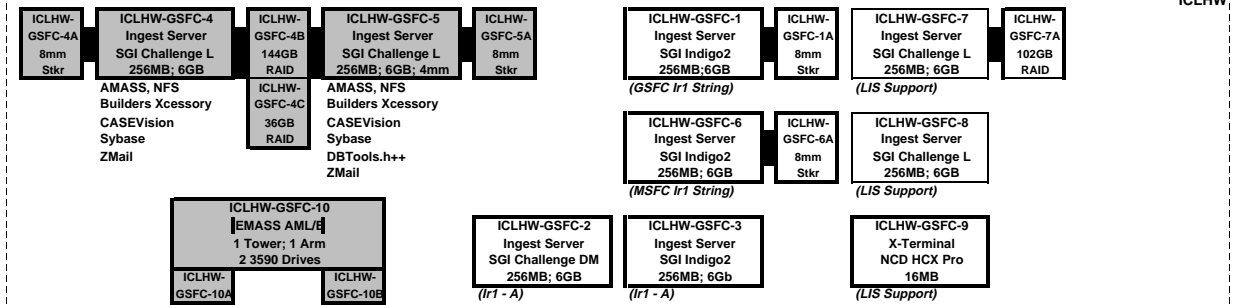 ICLHW
ICLHW-
GSFC-4A
8mm
Stkr
ICLHW-GSFC-4
Ingest Server
SGI Challenge L
256MB; 6GB
ICLHW-
GSFC-4B
144GB
RAID
ICLHW-GSFC-5
Ingest Server
SGI Challenge L
256MB; 6GB; 4mm
ICLHW-
GSFC-5A
8mm
Stkr
ICLHW-GSFC-1
Ingest Server
SGI Indigo2
256MB;6GB
(GSFC Ir1 String)
ICLHW-
GSFC-1A
8mm
Stkr
ICLHW-GSFC-7
Ingest Server
SGI Challenge L
256MB; 6GB
(LIS Support)
ICLHW-
GSFC-7A
102GB
RAID
AMASS, NFS
Builders Xcessory
CASEVision
Sybase
ZMail
ICLHW-
GSFC-4C
36GB
RAID
AMASS, NFS
Builders Xcessory
CASEVision
Sybase
DBTools.h++
ZMail
ICLHW-GSFC-6
Ingest Server
SGI Indigo2
256MB; 6GB
(MSFC Ir1 String)
ICLHW-
GSFC-6A
8mm
Stkr
ICLHW-GSFC-8
Ingest Server
SGI Challenge L
256MB; 6GB
(LIS Support)
ICLHW-GSFC-10
EMASS AML/E
1 Tower; 1 Arm
2 3590 Drives
ICLHW-
GSFC-10A
ICLHW-
GSFC-10B
ICLHW-GSFC-2
Ingest Server
SGI Challenge DM
256MB; 6GB
(Ir1 - A)
ICLHW-GSFC-3
Ingest Server
SGI Indigo2
256MB; 6Gb
(Ir1 - A)
ICLHW-GSFC-9
X-Terminal
NCD HCX Pro
16MB
(LIS Support)